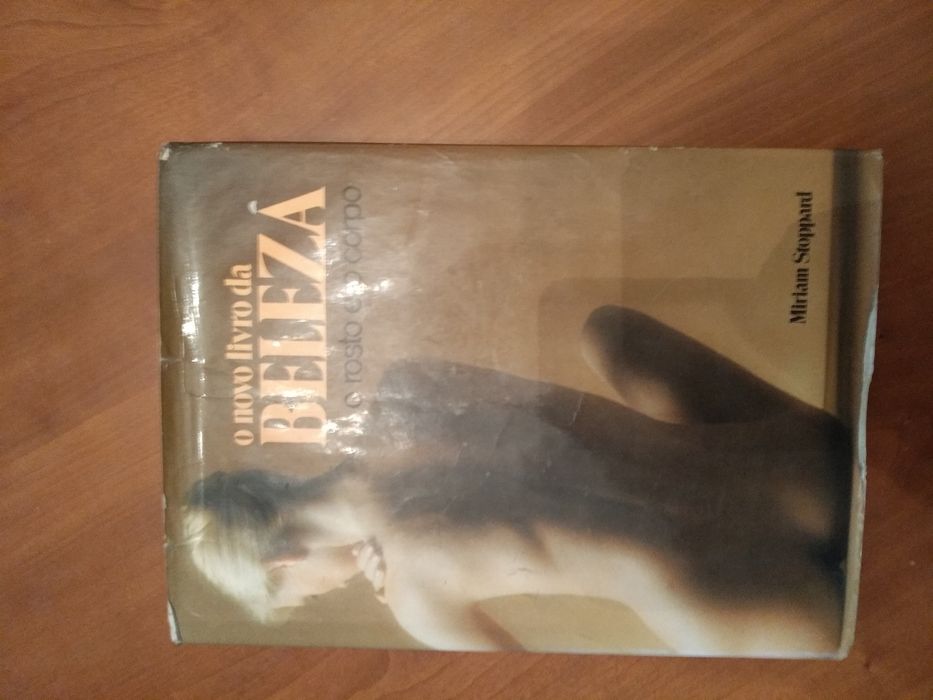 o novo livro da
BELEZA
o rosto e o corpo
Miriam Stoppard